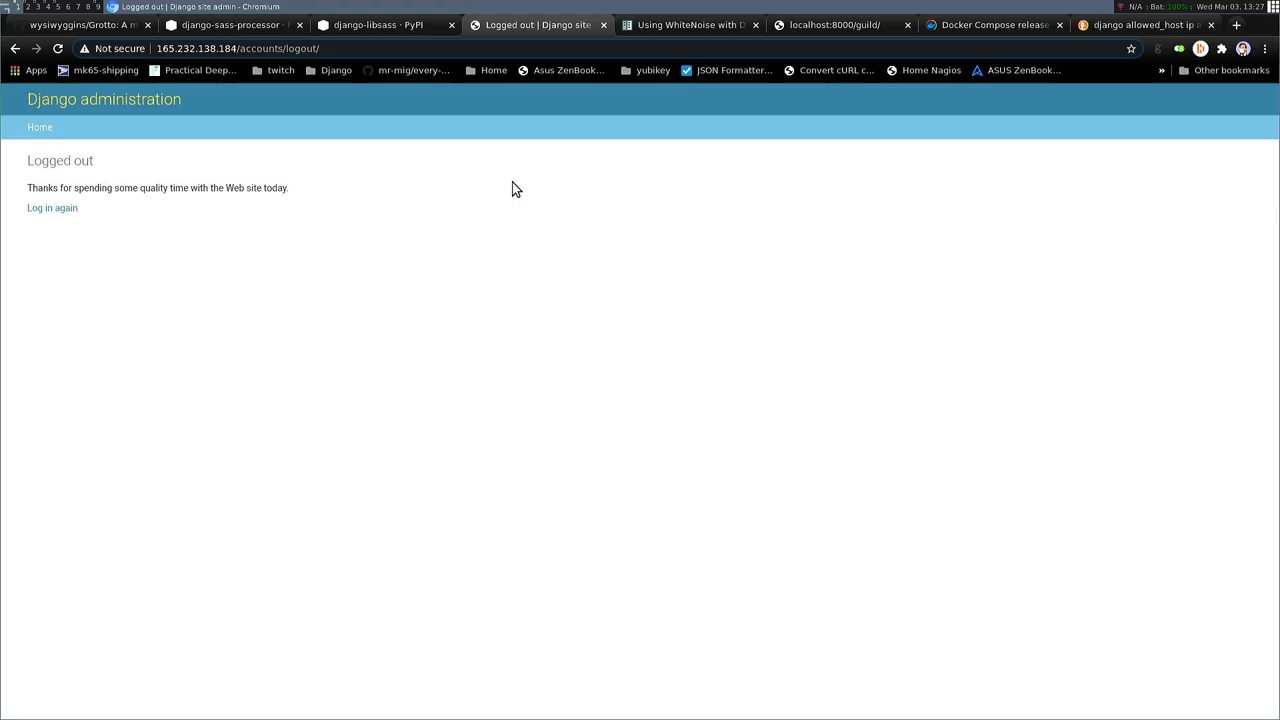 1 2 3 4 5 6 7 8 9 Logged out | Django site admin - Chromium N/A : Bat: 100% : Wed Mar 03, 13:27
wysiwyggins/Grotto: A m django-sass-processor · P django-libsass · PyPI Logged out | Django site Using WhiteNoise with D localhost:8000/guild/ Docker Compose release django allowed_host ip a
Not secure 165.232.138.184/accounts/logout/
Apps mk65-shipping Practical Deep... twitch Django mr-mig/every-... Home Asus ZenBook... yubikey JSON Formatter... Convert cURL c... Home Nagios ASUS ZenBook... » Other bookmarks
Django administration
Home
Logged out
Thanks for spending some quality time with the Web site today.
Log in again